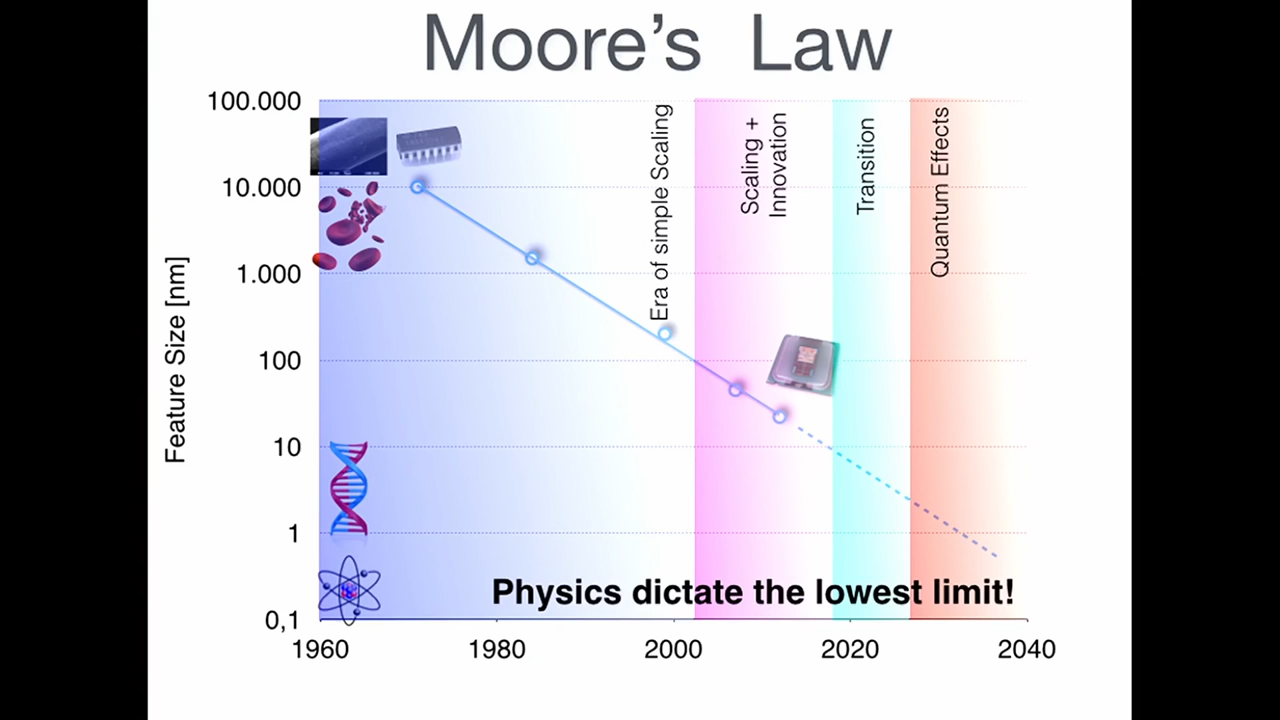 Moore's Law
100.000
10.000
1.000
100
10
1
0,1
Feature Size [nm]
Era of simple Scaling
Scaling +
Innovation
Transition
Quantum Effects
Physics dictate the lowest limit!
1960 1980 2000 2020 2040